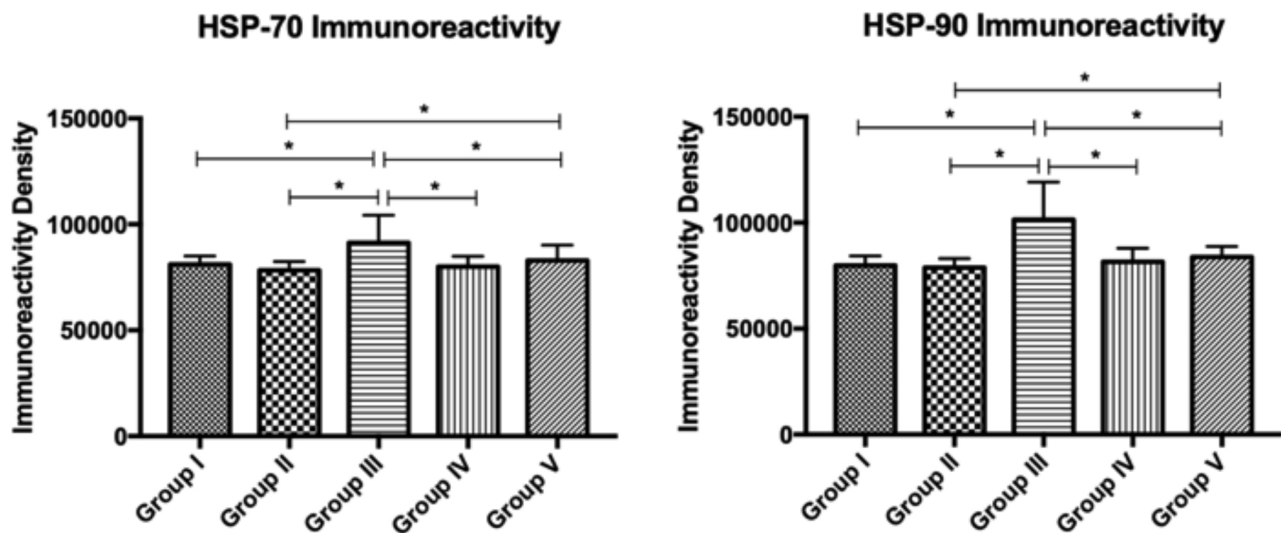 HSP-70 Immunoreactivity
Immunoreactivity Density
150000
100000
50000
0
*
*
*
*
*
Group I
Group II
Group III
Group IV
Group V
HSP-90 Immunoreactivity
Immunoreactivity Density
150000
100000
50000
0
*
*
*
*
*
Group I
Group II
Group III
Group IV
Group V